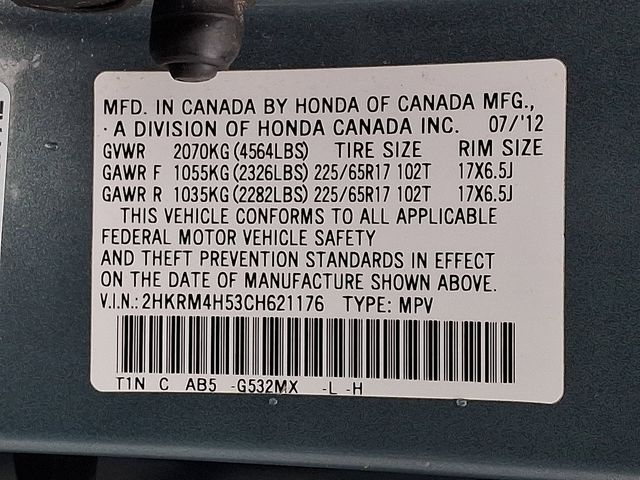 MFD. IN CANADA BY HONDA OF CANADA MFG.,
· A DIVISION OF HONDA CANADA INC. 07/'12
GVWR 2070KG(4564LBS) TIRE SIZE RIM SIZE
GAWR F 1055KG(2326LBS) 225/65R17 102T 17X6.5J
GAWR R 1035KG(2282LBS) 225/65R17 102T 17X6.5J
THIS VEHICLE CONFORMS TO ALL APPLICABLE
FEDERAL MOTOR VEHICLE SAFETY
AND THEFT PREVENTION STANDARDS IN EFFECT
ON THE DATE OF MANUFACTURE SHOWN ABOVE.
V.I.N.: 2HKRM4H53CH621176 TYPE: MPV
T1N C AB5 -G532MX -L -H